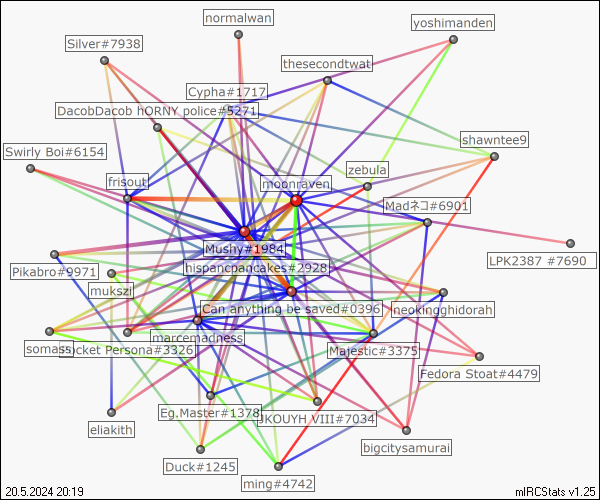 normalwan
yoshimanden
Silver#7938
thesecondtwat
Cypha#1717
DacobDacob hORNY police#5271
shawntee9
Swirly Boi#6154
zebula
frisout
moonraven
Madネコ#6901
Mushy#1984
LPK2387 #7690
hispancpancakes#2928
Pikabro#9971
mukszi
Can anything be saved#0396
neokingghidorah
marcemadness
somass
Socket Persona#3326
Majestic#3375
Fedora Stoat#4479
Eg.Master#1378
JKOUYH VIII#7034
eliakith
bigcitysamurai
Duck#1245
ming#4742
20.5.2024 20:19
mIRCStats v1.25